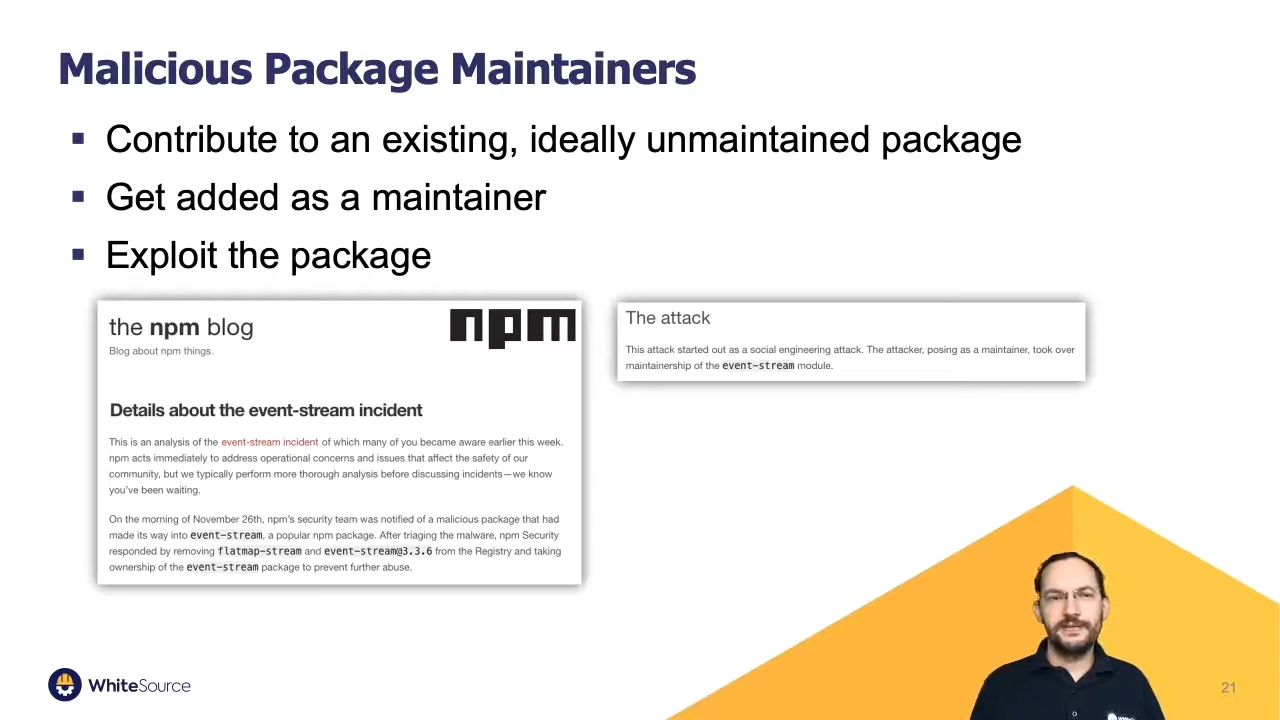 Malicious Package Maintainers
Contribute to an existing, ideally unmaintained package
Get added as a maintainer
Exploit the package
the npm blog
Blog about npm things.
npm
Details about the event-stream incident
This is an analysis of the event-stream incident of which many of you became aware earlier this week.
npm acts immediately to address operational concerns and issues that affect the safety of our
community, but we typically perform more thorough analysis before discussing incidents—we know
you've been waiting.
On the morning of November 26th, npm's security team was notified of a malicious package that had
made its way into event-stream, a popular npm package. After triaging the malware, npm Security
responded by removing flatmap-stream and event-stream@3.3.6 from the Registry and taking
ownership of the event-stream package to prevent further abuse.
The attack
This attack started out as a social engineering attack. The attacker, posing as a maintainer, took over
maintainership of the event-stream module.
WhiteSource
21